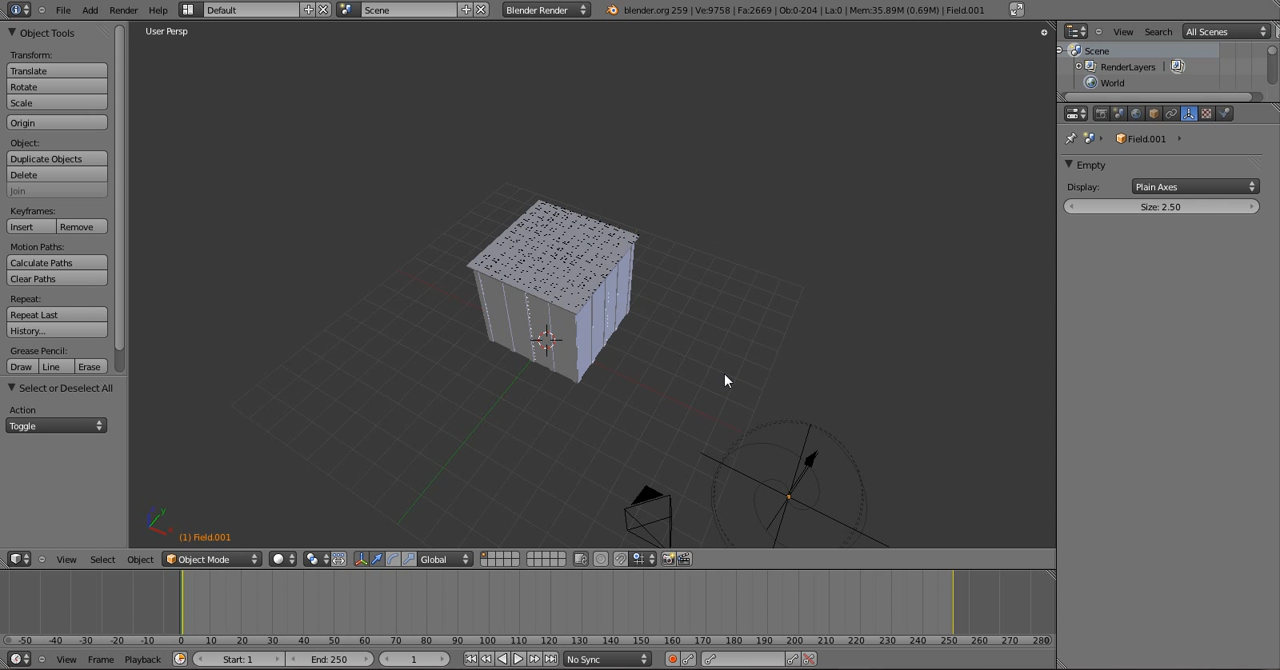 File Add Render Help Default Scene Blender Render blender.org 259 | Ve:9758 | Fa:2669 | Ob:0-204 | La:0 | Mem:35.89M (0.69M) | Field.001
Object Tools
Transform:
Translate
Rotate
Scale
Origin
Object:
Duplicate Objects
Delete
Join
Keyframes:
Insert Remove
Motion Paths:
Calculate Paths
Clear Paths
Repeat:
Repeat Last
History...
Grease Pencil:
Draw Line Erase
Select or Deselect All
Action
Toggle
User Persp
(1) Field.001
View Search All Scenes
Scene
RenderLayers |
World
Field.001
Empty
Display: Plain Axes
Size: 2.50
View Select Object Object Mode Global
-50 -40 -30 -20 -10 0 10 20 30 40 50 60 70 80 90 100 110 120 130 140 150 160 170 180 190 200 210 220 230 240 250 260 270 280
View Frame Playback Start: 1 End: 250 1 No Sync